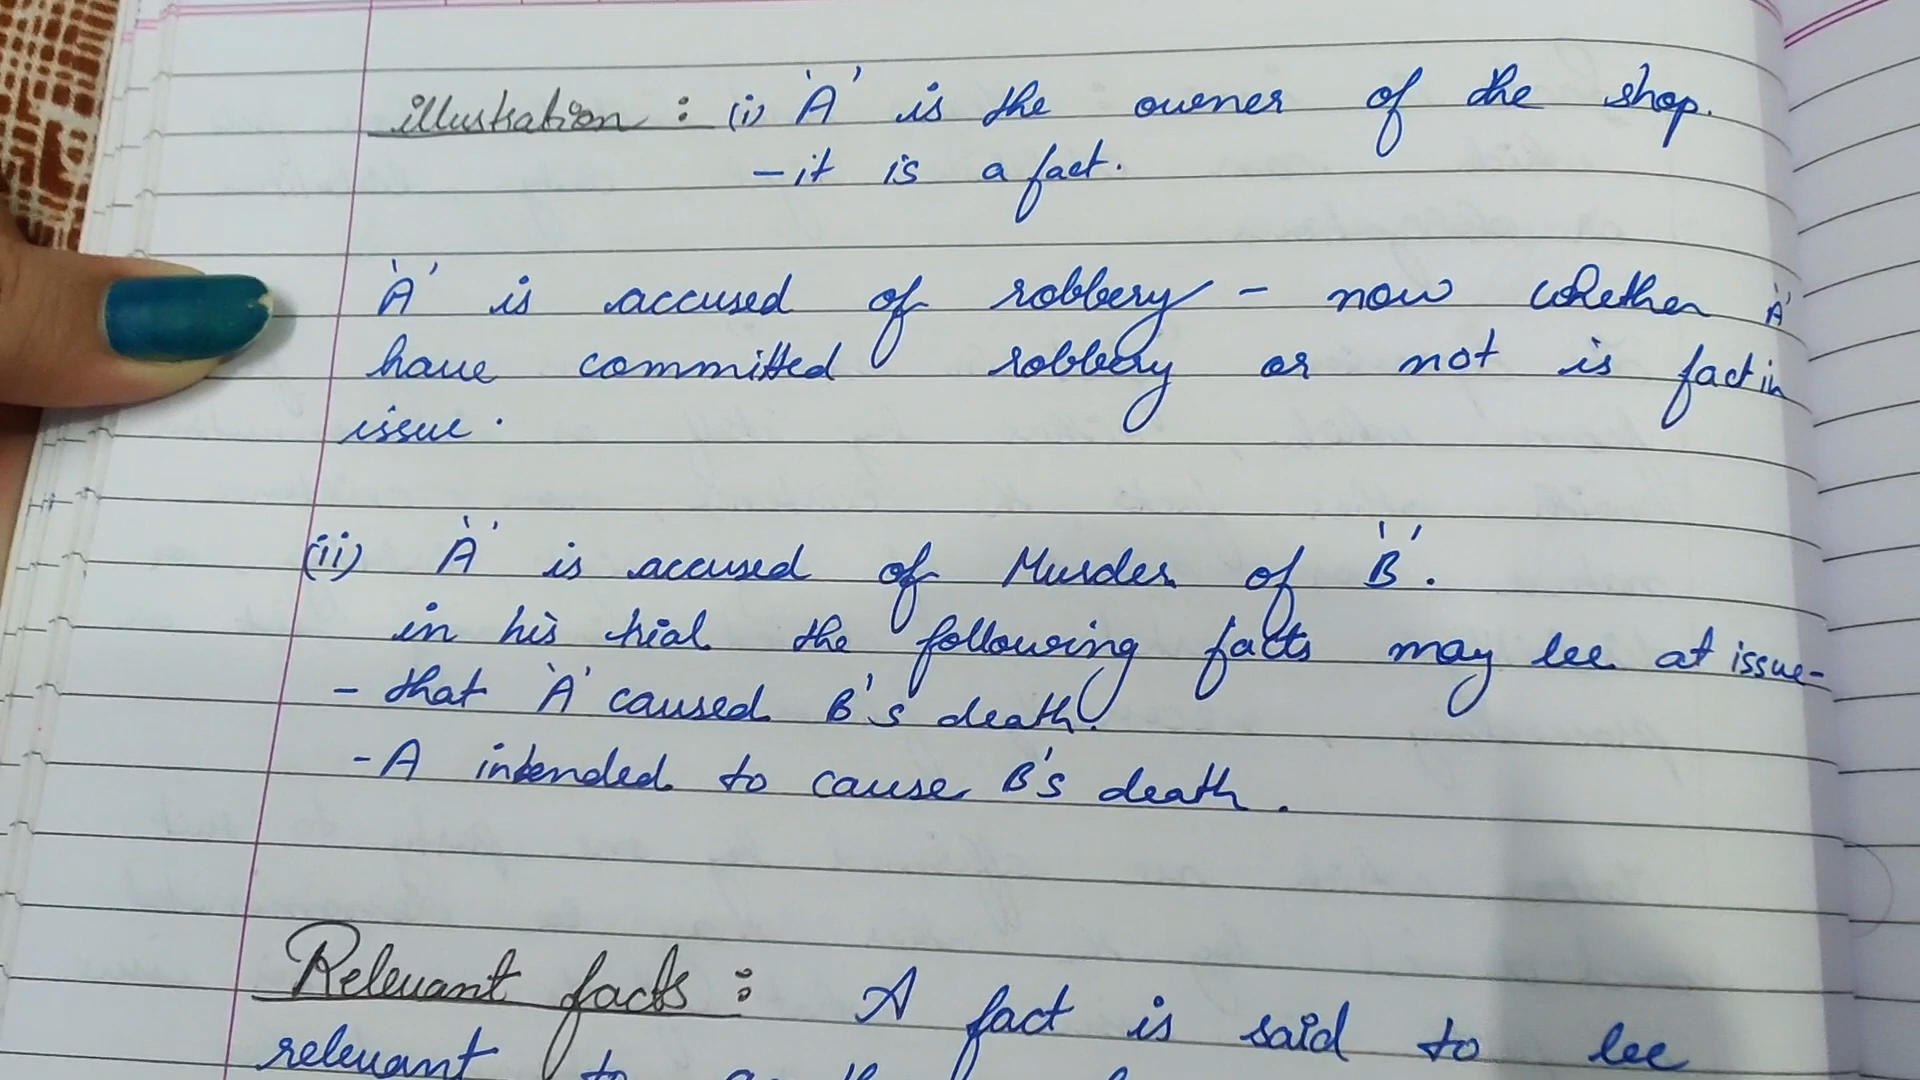 illustration : (i) 'A' is the owner of the shop.
- it is a fact.
'A' is accused of robbery - now whether 'A'
have committed robbery or not is fact in
issue.
(ii) 'A' is accused of Murder of 'B'.
in his trial the following facts may be at issue-
- that 'A' caused B's death.
- A intended to cause B's death.
Relevant facts : A fact is said to be
relevant to